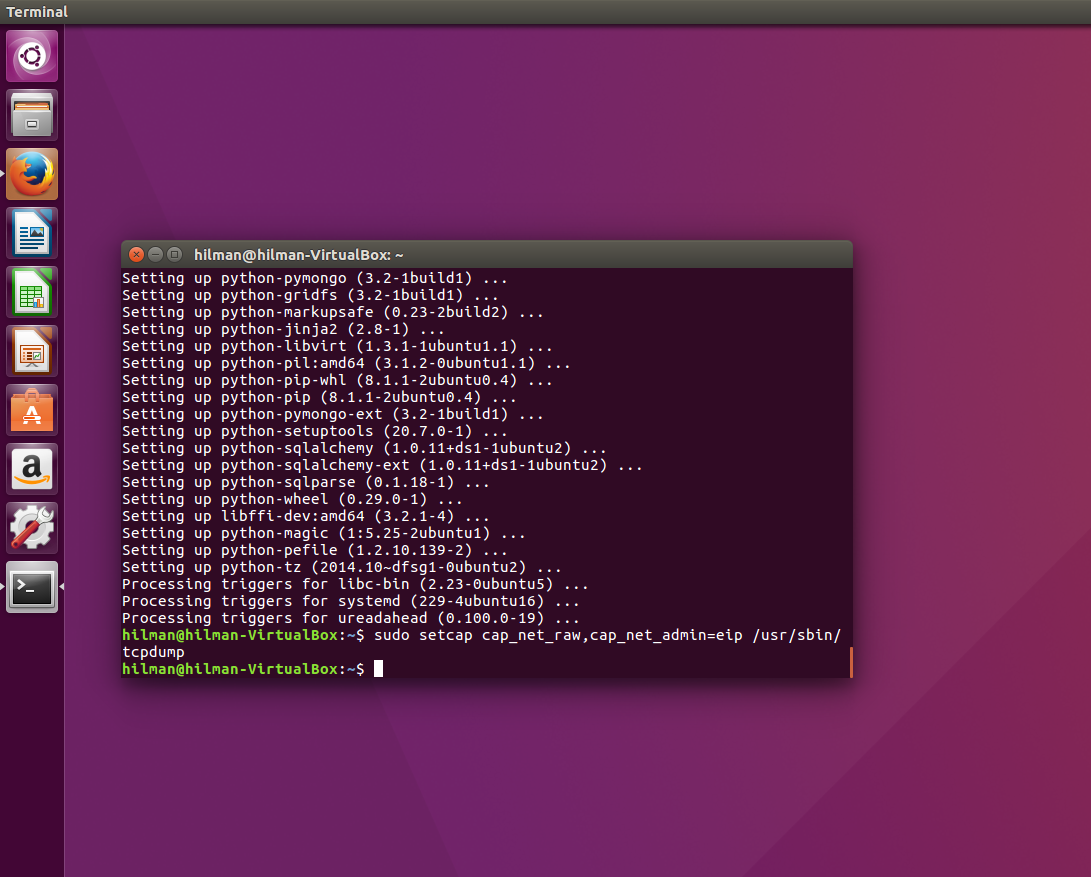 Terminal
hilman@hilman-VirtualBox: ~
Setting up python-pymongo (3.2-1build1) ...
Setting up python-gridfs (3.2-1build1) ...
Setting up python-markupsafe (0.23-2build2) ...
Setting up python-jinja2 (2.8-1) ...
Setting up python-libvirt (1.3.1-1ubuntu1.1) ...
Setting up python-pil:amd64 (3.1.2-0ubuntu1.1) ...
Setting up python-pip-whl (8.1.1-2ubuntu0.4) ...
Setting up python-pip (8.1.1-2ubuntu0.4) ...
Setting up python-pymongo-ext (3.2-1build1) ...
Setting up python-setuptools (20.7.0-1) ...
Setting up python-sqlalchemy (1.0.11+ds1-1ubuntu2) ...
Setting up python-sqlalchemy-ext (1.0.11+ds1-1ubuntu2) ...
Setting up python-sqlparse (0.1.18-1) ...
Setting up python-wheel (0.29.0-1) ...
Setting up libffi-dev:amd64 (3.2.1-4) ...
Setting up python-magic (1:5.25-2ubuntu1) ...
Setting up python-pefile (1.2.10.139-2) ...
Setting up python-tz (2014.10~dfsg1-0ubuntu2) ...
Processing triggers for libc-bin (2.23-0ubuntu5) ...
Processing triggers for systemd (229-4ubuntu16) ...
Processing triggers for ureadahead (0.100.0-19) ...
hilman@hilman-VirtualBox:~$ sudo setcap cap_net_raw,cap_net_admin=eip /usr/sbin/
tcpdump
hilman@hilman-VirtualBox:~$